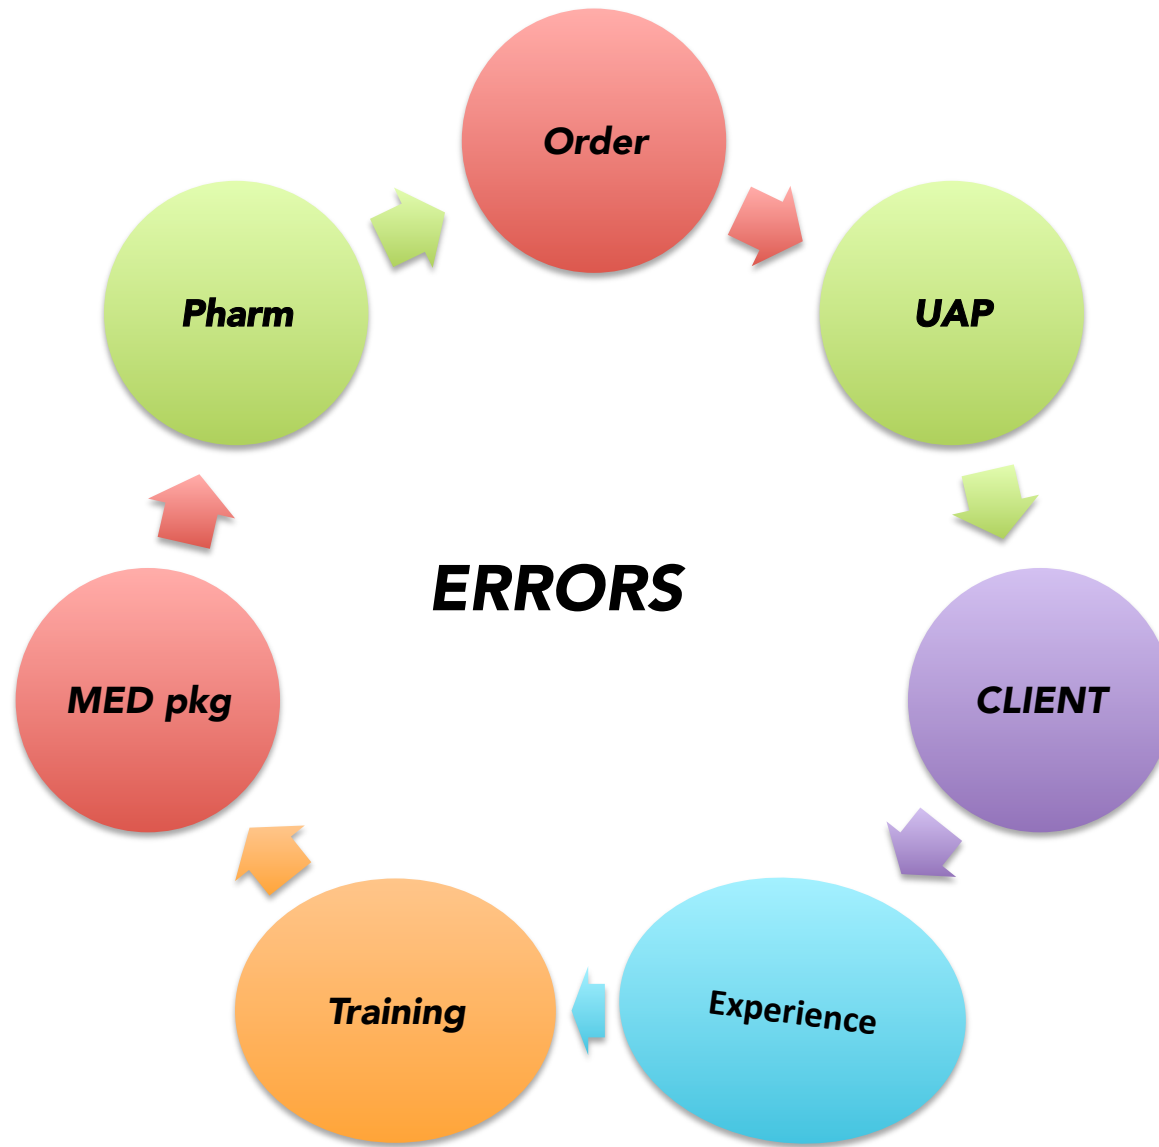 Order
UAP
CLIENT
Experience
Training
MED pkg
Pharm
ERRORS